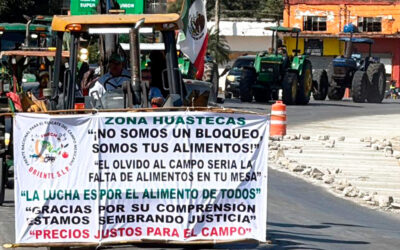 ZONA HUASTECAS
"NO SOMOS UN BLOQUEO,
SOMOS TUS ALIMENTOS!"
"EL OLVIDO AL CAMPO SERIA LA
FALTA DE ALIMENTOS EN TU MESA"
"LA LUCHA ES POR EL ALIMENTO DE TODOS"
"GRACIAS POR SU COMPRENSIÓN
ESTAMOS SEMBRANDO JUSTICIA"
"PRECIOS JUSTOS PARA EL CAMPO"
ORIENTE S.L.P.